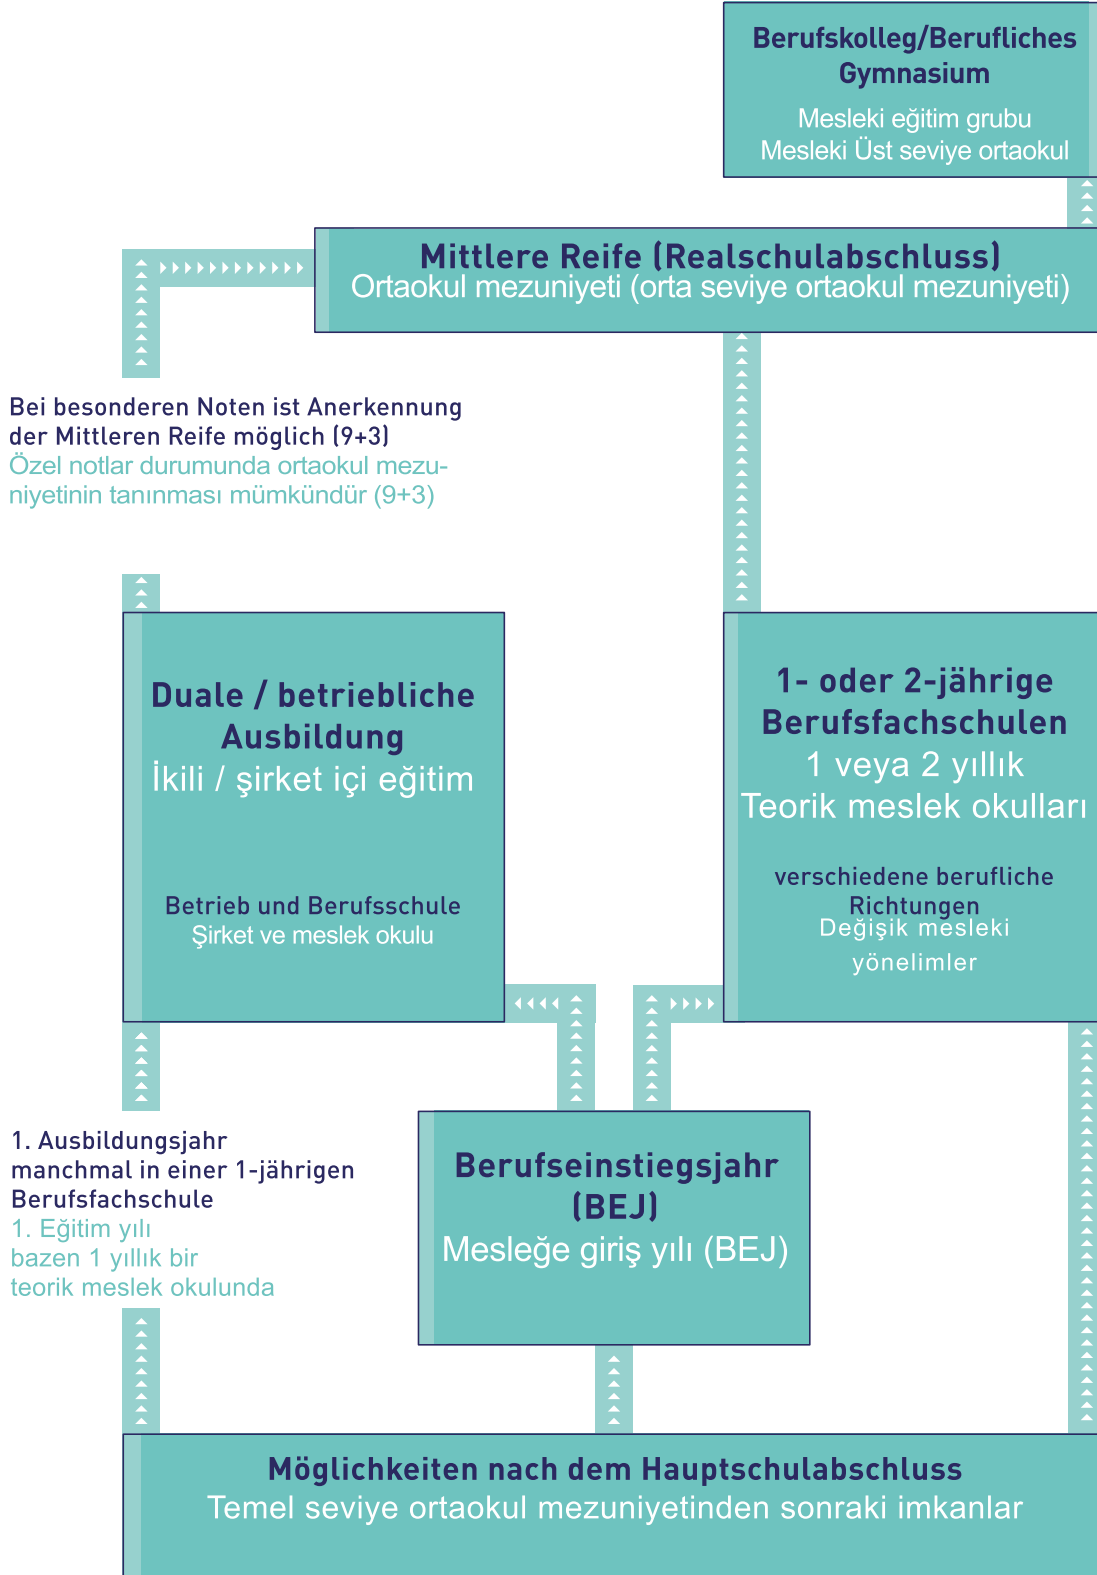 Berufskolleg/Berufliches
Gymnasium
Mesleki eğitim grubu
Mesleki Üst seviye ortaokul
Mittlere Reife (Realschulabschluss)
Ortaokul mezuniyeti (orta seviye ortaokul mezuniyeti)
Bei besonderen Noten ist Anerkennung
der Mittleren Reife möglich (9+3)
Özel notlar durumunda ortaokul mezu-
niyetinin tanınması mümkündür (9+3)
Duale / betriebliche
Ausbildung
İkili / şirket içi eğitim
Betrieb und Berufsschule
Şirket ve meslek okulu
1- oder 2-jährige
Berufsfachschulen
1 veya 2 yıllık
Teorik meslek okulları
verschiedene berufliche
Richtungen
Değişik mesleki
yönelimler
1. Ausbildungsjahr
manchmal in einer 1-jährigen
Berufsfachschule
1. Eğitim yılı
bazen 1 yıllık bir
teorik meslek okulunda
Berufseinstiegsjahr
(BEJ)
Mesleğe giriş yılı (BEJ)
Möglichkeiten nach dem Hauptschulabschluss
Temel seviye ortaokul mezuniyetinden sonraki imkanlar